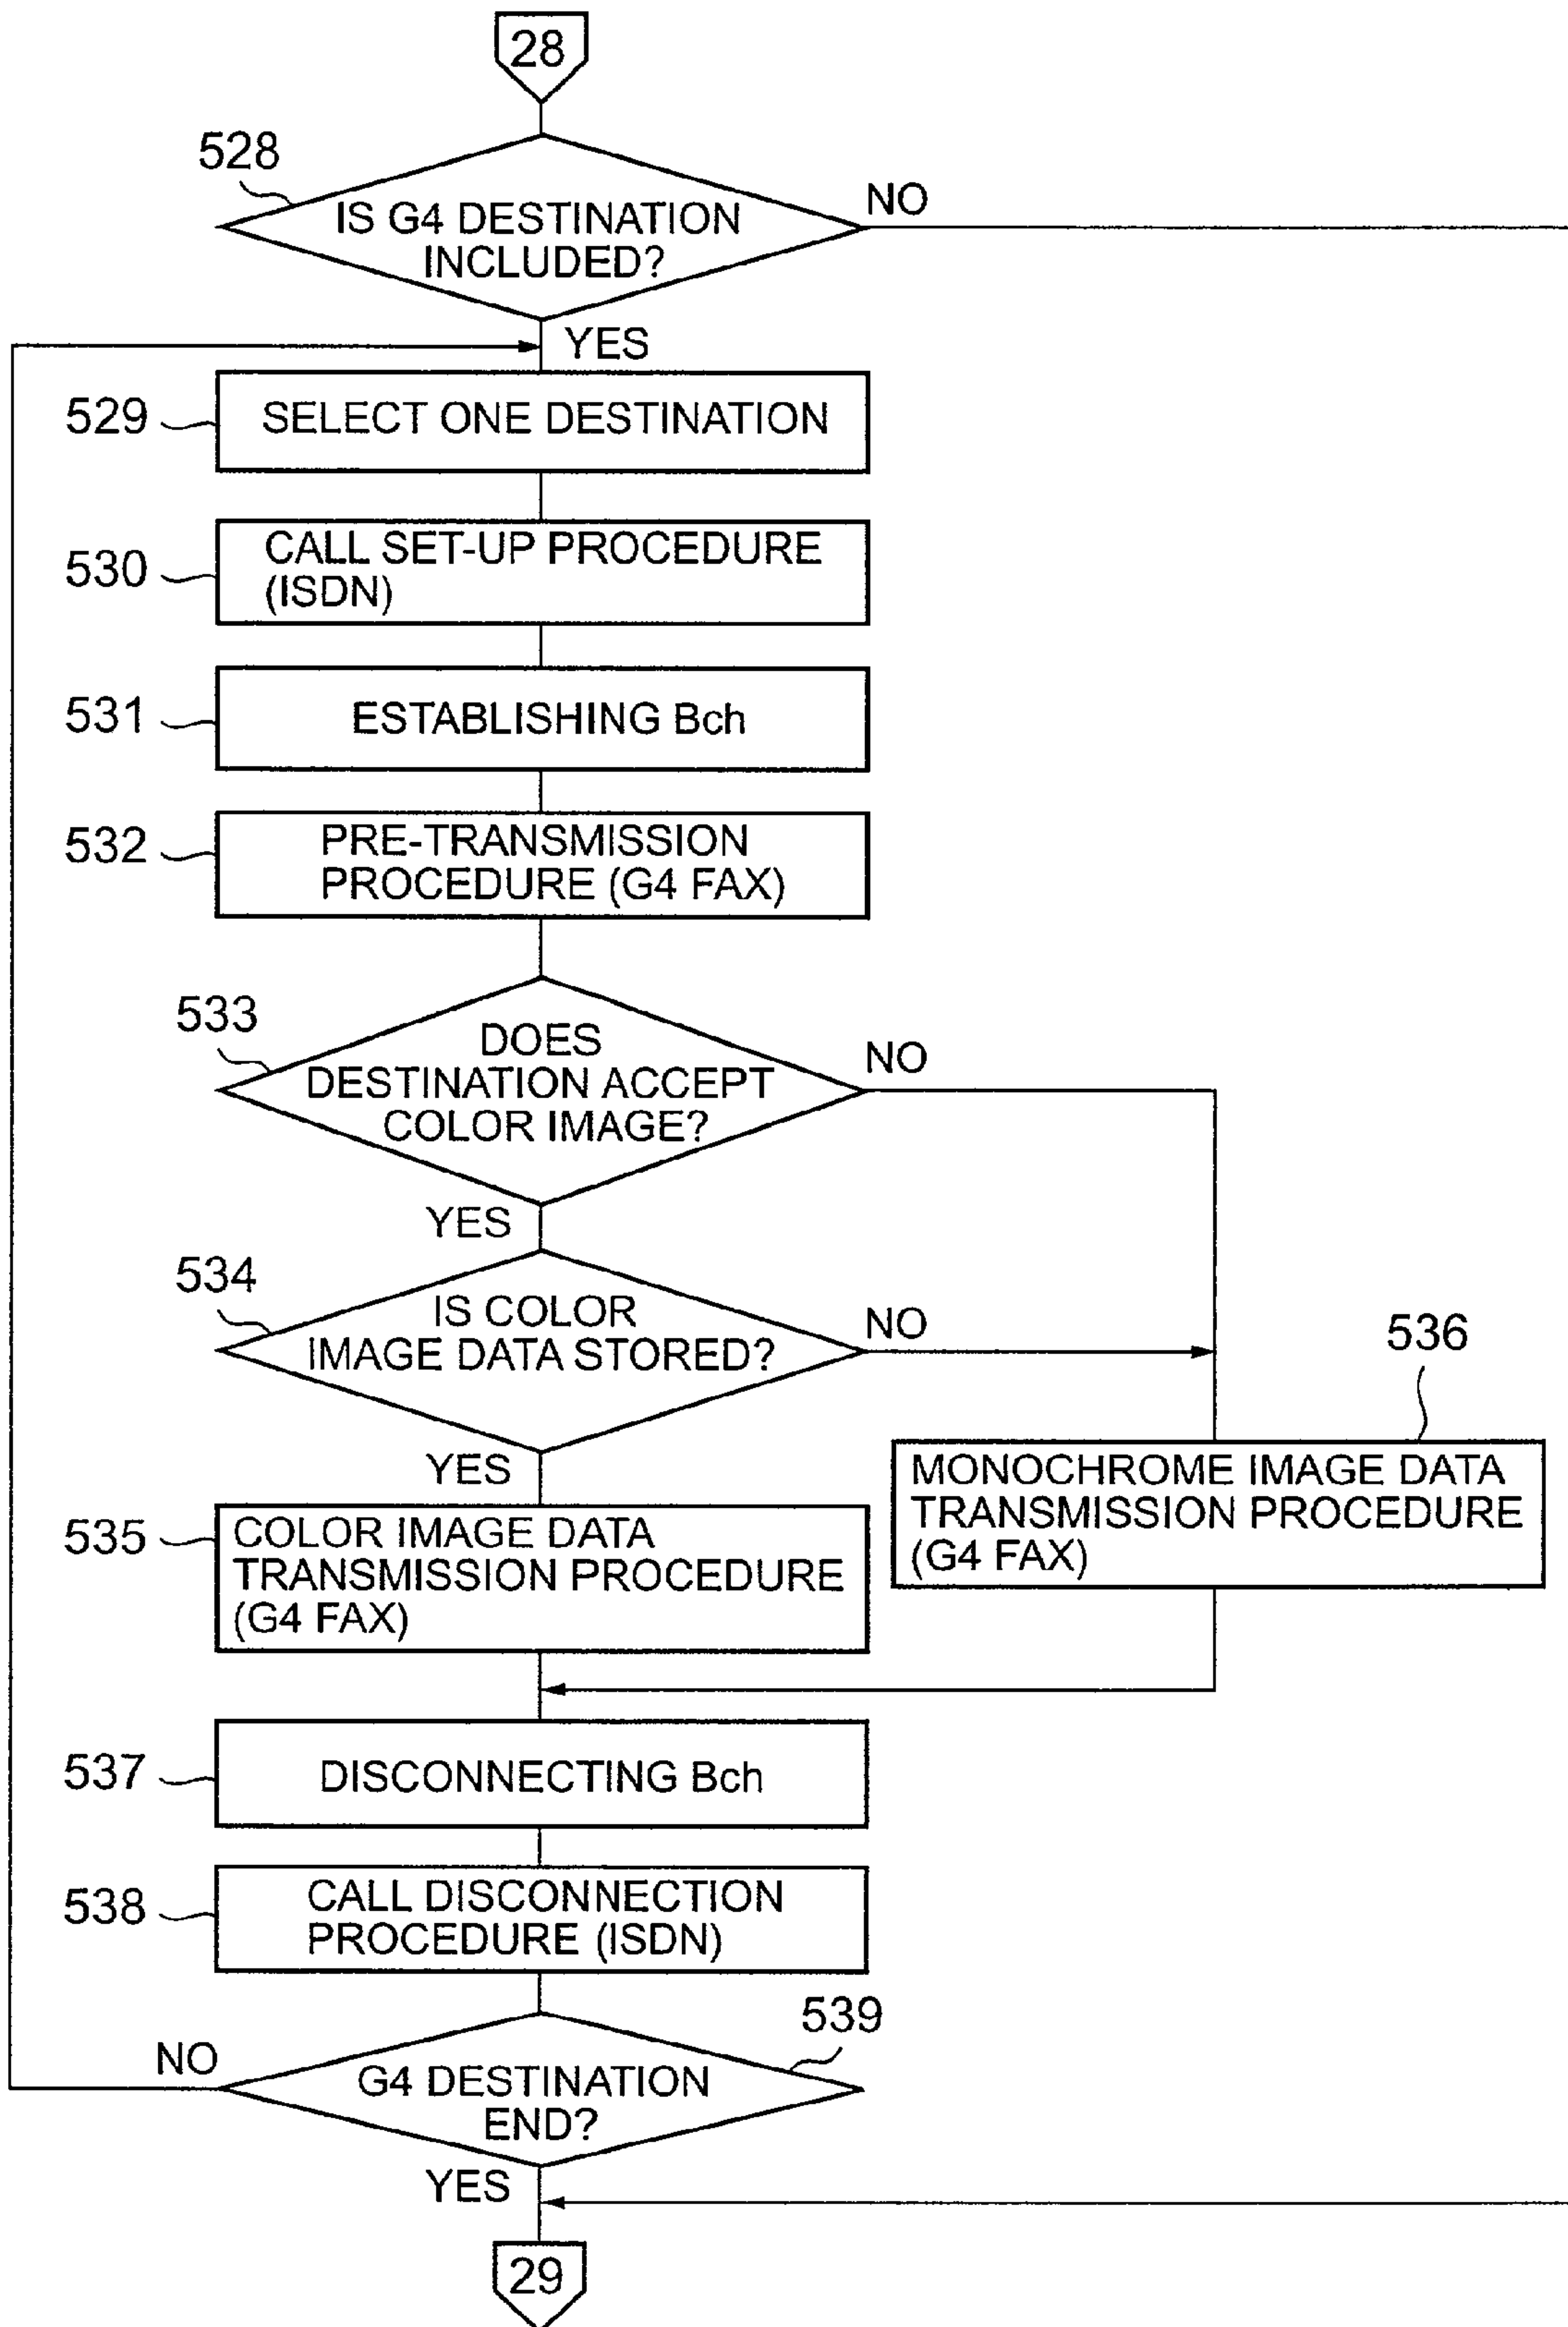 28
528
IS G4 DESTINATION
INCLUDED?
NO
YES
529
SELECT ONE DESTINATION
530
CALL SET-UP PROCEDURE
(ISDN)
531
ESTABLISHING Bch
532
PRE-TRANSMISSION
PROCEDURE (G4 FAX)
533
DOES
DESTINATION ACCEPT
COLOR IMAGE?
NO
YES
534
IS COLOR
IMAGE DATA STORED?
NO
YES
536
MONOCHROME IMAGE DATA
TRANSMISSION PROCEDURE
(G4 FAX)
535
COLOR IMAGE DATA
TRANSMISSION PROCEDURE
(G4 FAX)
537
DISCONNECTING Bch
538
CALL DISCONNECTION
PROCEDURE (ISDN)
539
NO
G4 DESTINATION
END?
YES
29